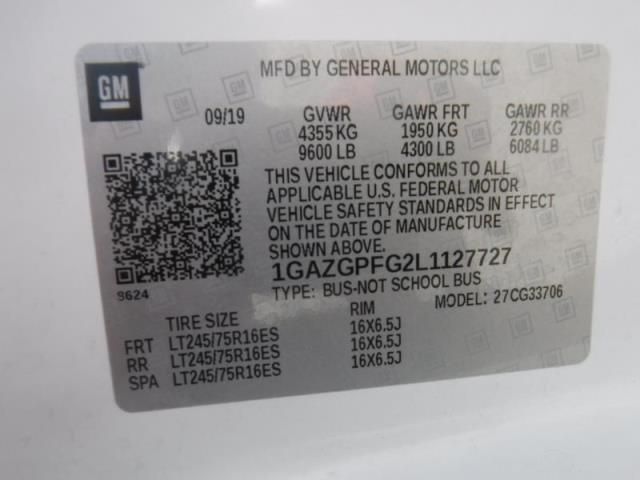 GM
MFD BY GENERAL MOTORS LLC
09/19 GVWR GAWR FRT GAWR RR
4355 KG 1950 KG 2760 KG
9600 LB 4300 LB 6084 LB
THIS VEHICLE CONFORMS TO ALL
APPLICABLE U.S. FEDERAL MOTOR
VEHICLE SAFETY STANDARDS IN EFFECT
ON THE DATE OF MANUFACTURE
SHOWN ABOVE.
1GAZGPFG2L1127727
8624 TYPE: BUS-NOT SCHOOL BUS
MODEL: 27CG33706
TIRE SIZE RIM
FRT LT245/75R16ES 16X6.5J
RR LT245/75R16ES 16X6.5J
SPA LT245/75R16ES 16X6.5J